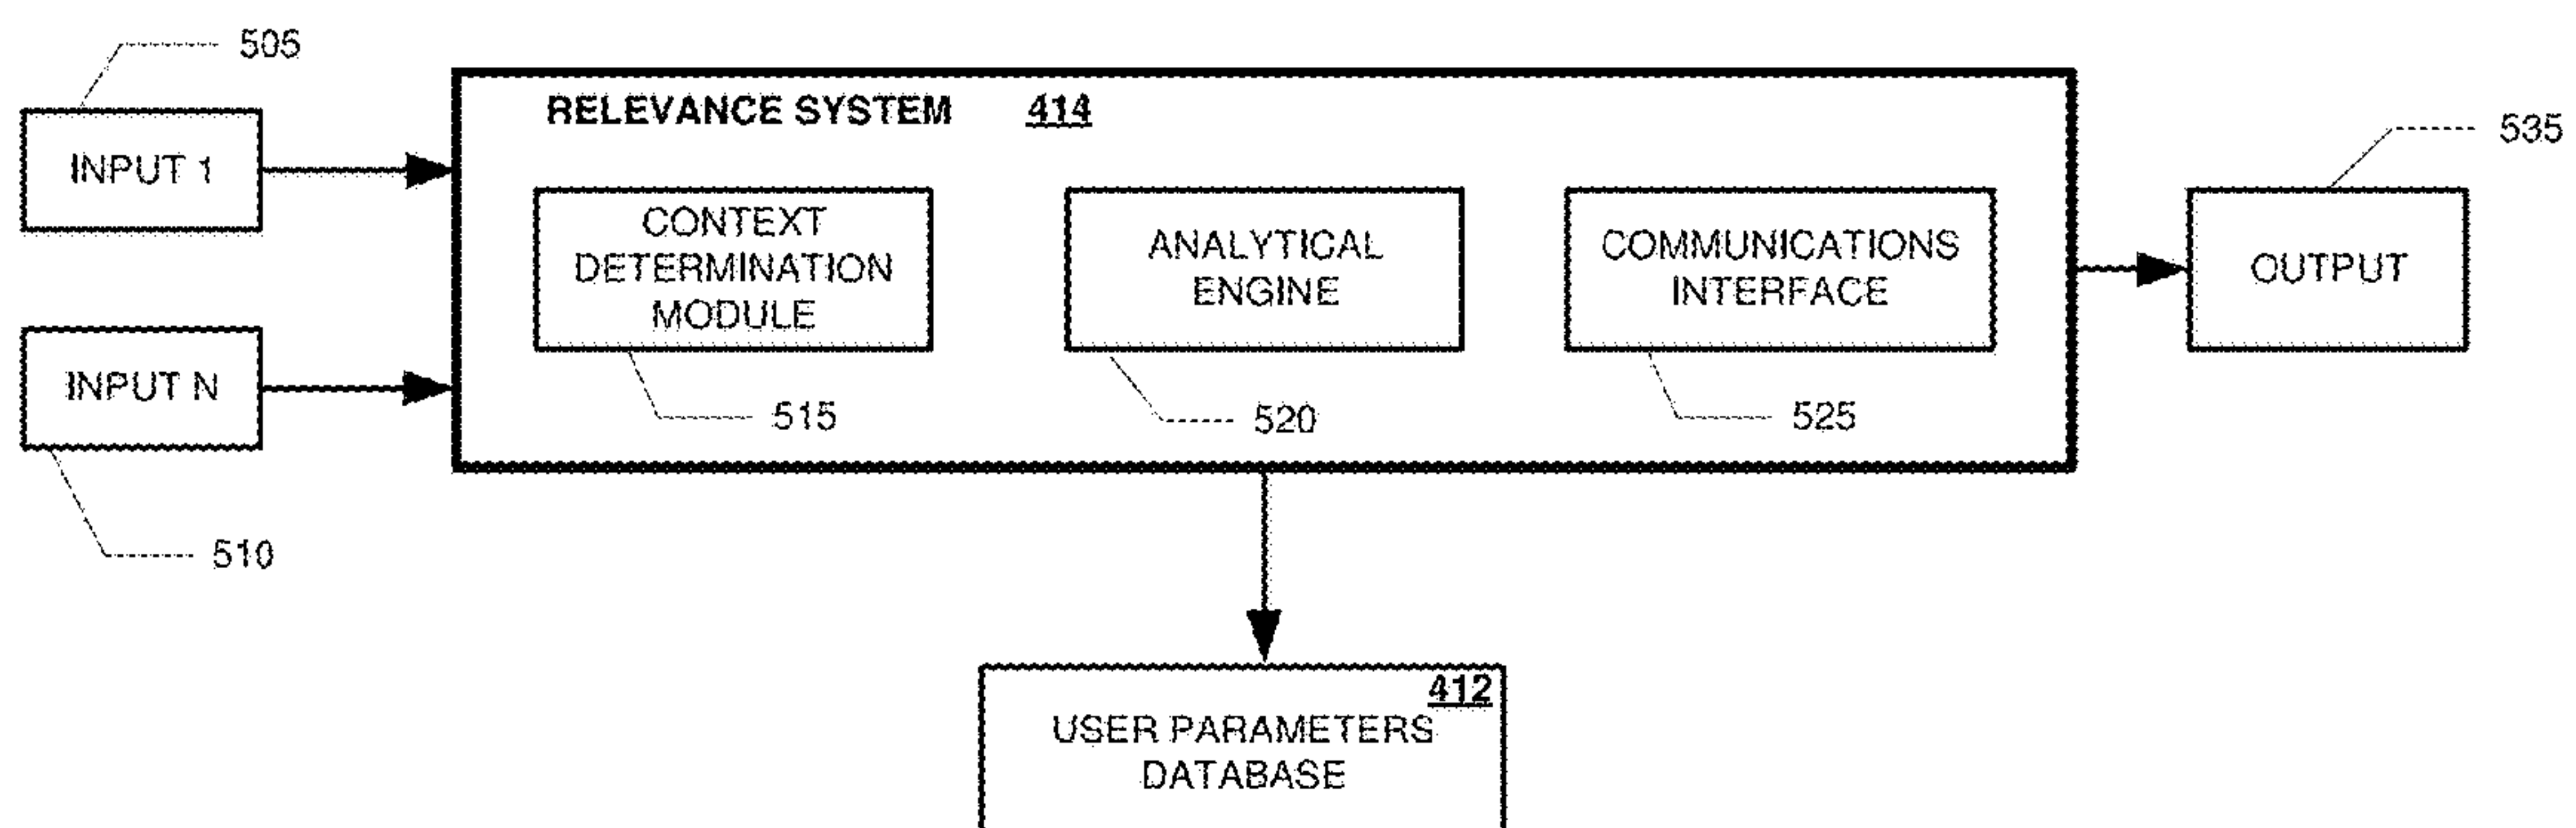 505
INPUT 1
INPUT N
510
RELEVANCE SYSTEM 414
CONTEXT
DETERMINATION
MODULE
515
ANALYTICAL
ENGINE
520
COMMUNICATIONS
INTERFACE
525
535
OUTPUT
412
USER PARAMETERS
DATABASE